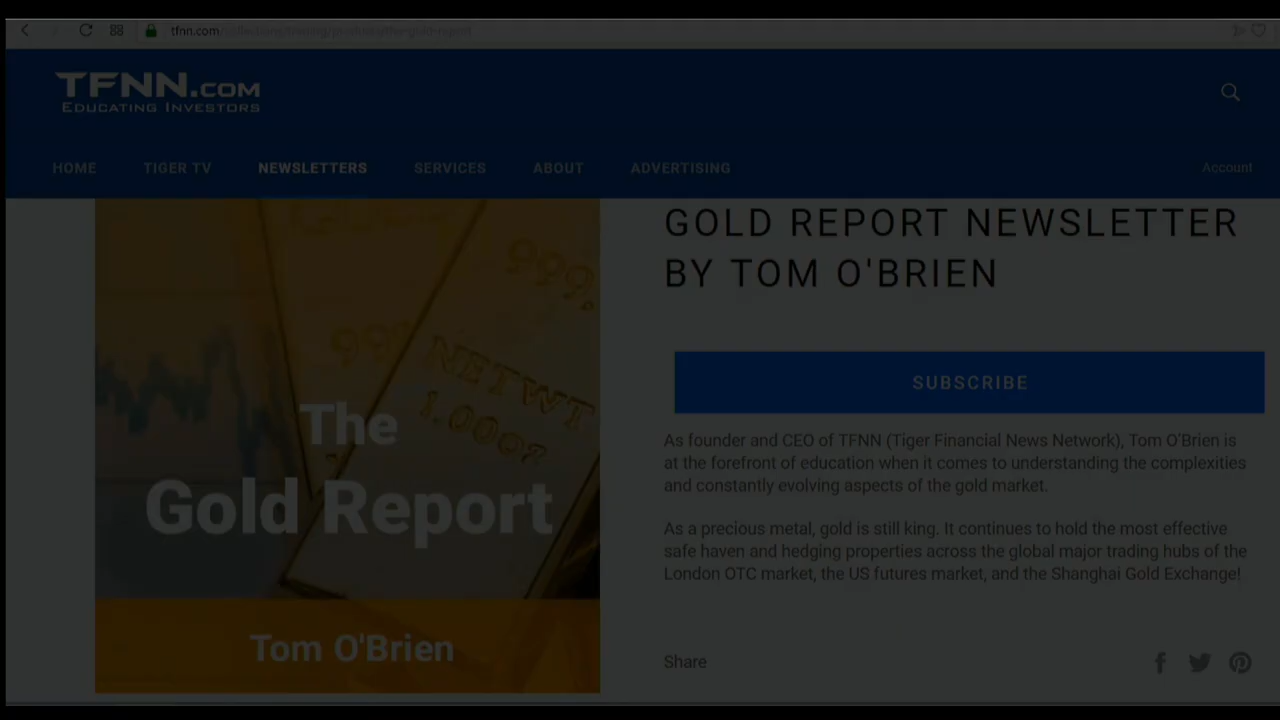 tfnn.com
TFNN.COM
EDUCATING INVESTORS
HOME TIGER TV NEWSLETTERS SERVICES ABOUT ADVERTISING Account
GOLD REPORT NEWSLETTER
BY TOM O'BRIEN
999.
999
NETWT
1.000Z
The
Gold Report
Tom O'Brien
SUBSCRIBE
As founder and CEO of TFNN (Tiger Financial News Network), Tom O'Brien is
at the forefront of education when it comes to understanding the complexities
and constantly evolving aspects of the gold market.
As a precious metal, gold is still king. It continues to hold the most effective
safe haven and hedging properties across the global major trading hubs of the
London OTC market, the US futures market, and the Shanghai Gold Exchange!
Share